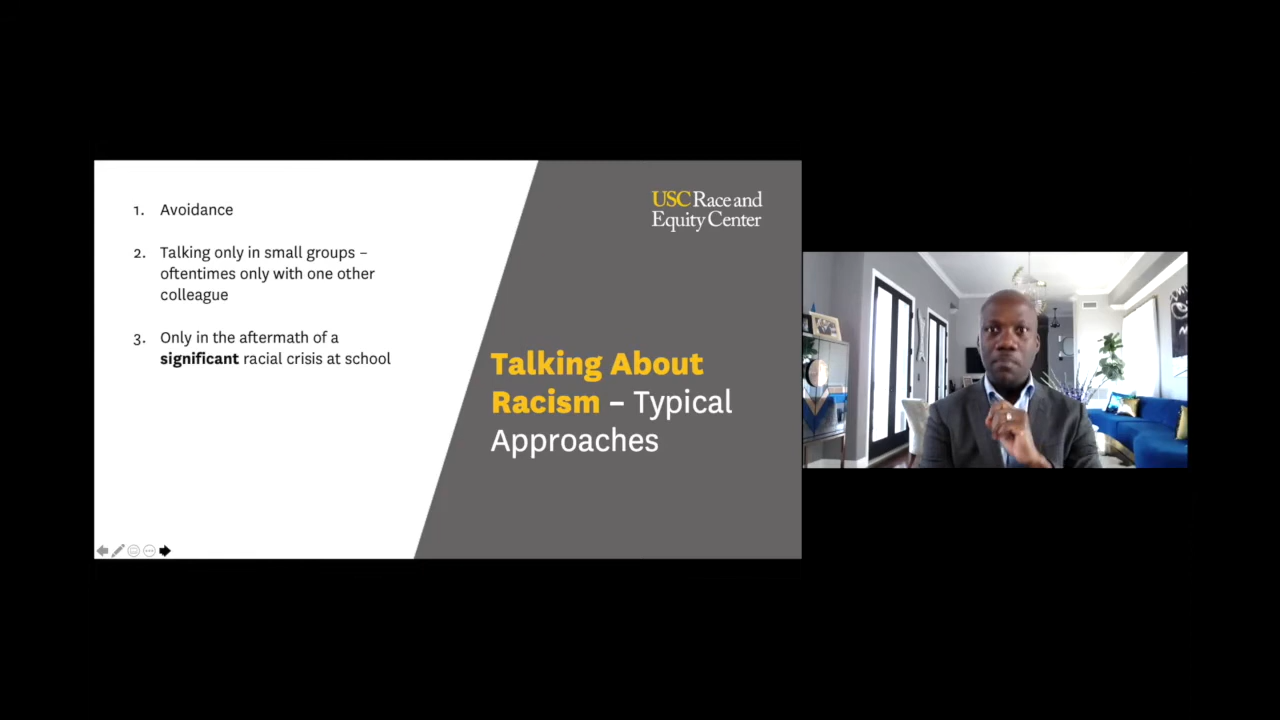 1. Avoidance
2. Talking only in small groups –
oftentimes only with one other
colleague
3. Only in the aftermath of a
significant racial crisis at school
USC Race and
Equity Center
Talking About
Racism – Typical
Approaches